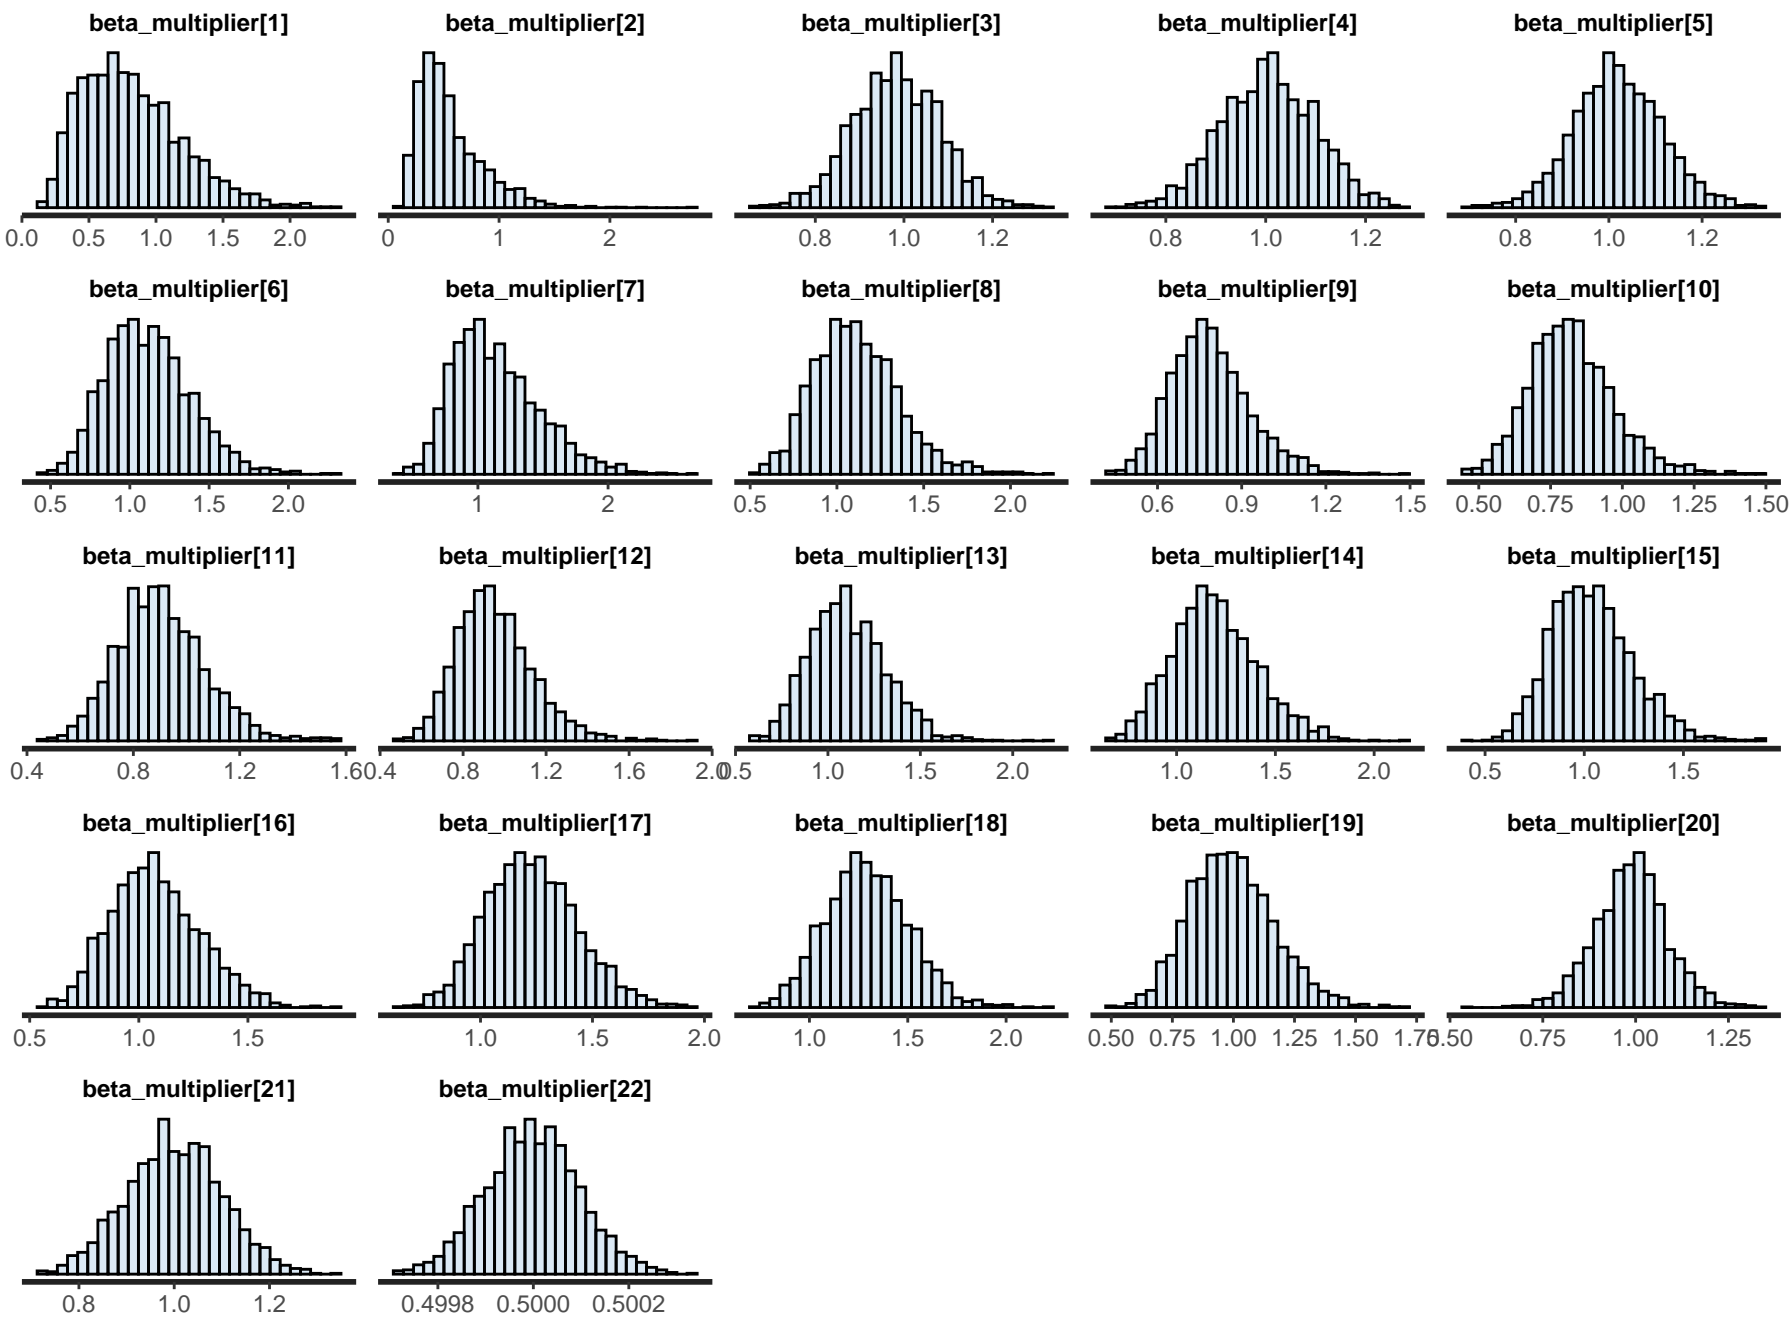 beta_multiplier[1] beta_multiplier[2] beta_multiplier[3] beta_multiplier[4] beta_multiplier[5]
0.0 0.5 1.0 1.5 2.0 0 1 2 0.8 1.0 1.2 0.8 1.0 1.2 0.8 1.0 1.2
beta_multiplier[6] beta_multiplier[7] beta_multiplier[8] beta_multiplier[9] beta_multiplier[10]
0.5 1.0 1.5 2.0 1 2 0.5 1.0 1.5 2.0 0.6 0.9 1.2 1.5 0.50 0.75 1.00 1.25 1.50
beta_multiplier[11] beta_multiplier[12] beta_multiplier[13] beta_multiplier[14] beta_multiplier[15]
0.4 0.8 1.2 1.6 0.4 0.8 1.2 1.6 2.0 0.5 1.0 1.5 2.0 1.0 1.5 2.0 0.5 1.0 1.5
beta_multiplier[16] beta_multiplier[17] beta_multiplier[18] beta_multiplier[19] beta_multiplier[20]
0.5 1.0 1.5 1.0 1.5 2.0 1.0 1.5 2.0 0.50 0.75 1.00 1.25 1.50 1.75 0.50 0.75 1.00 1.25
beta_multiplier[21] beta_multiplier[22]
0.8 1.0 1.2 0.4998 0.5000 0.5002